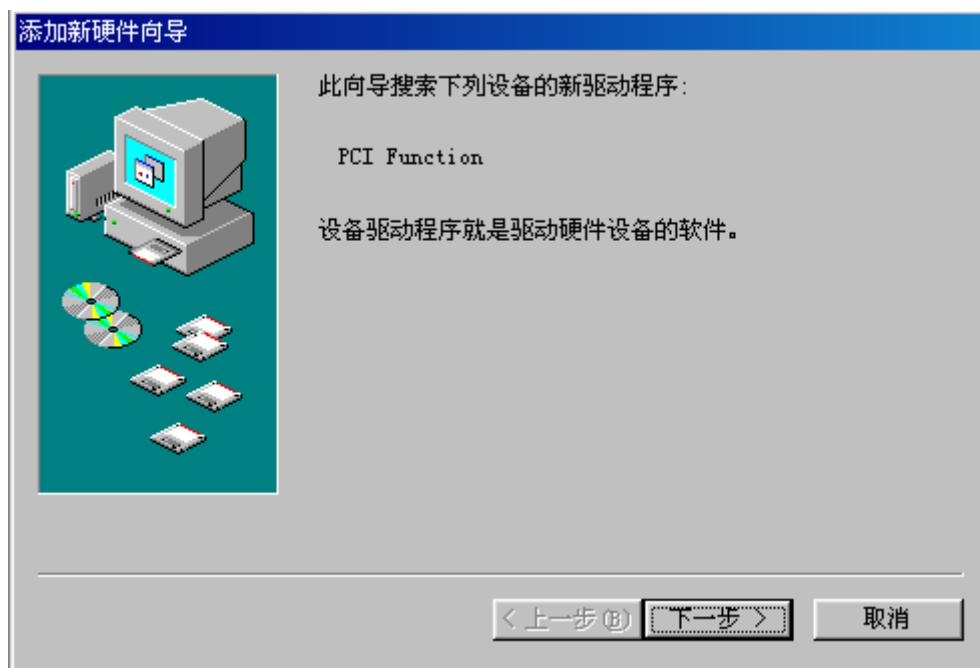 添加新硬件向导
此向导搜索下列设备的新驱动程序:
PCI Function
设备驱动程序就是驱动硬件设备的软件。
< 上一步(B) 下一步 > 取消